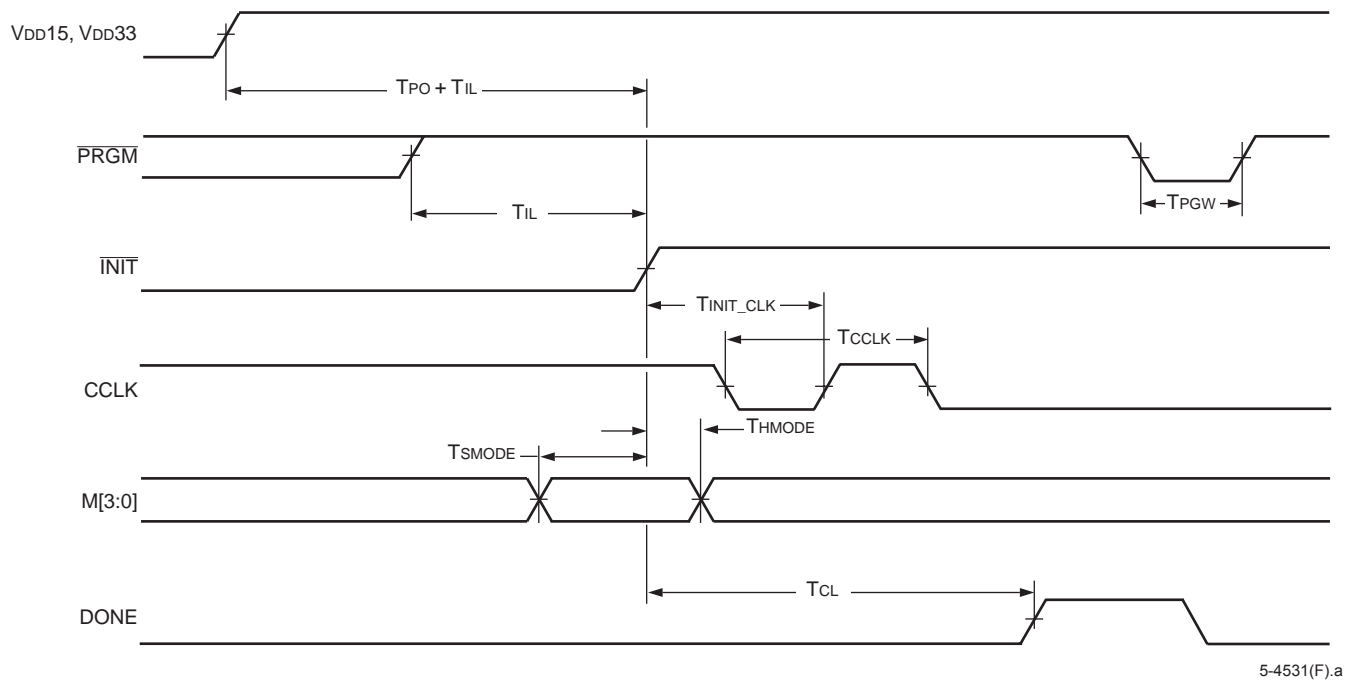 VDD15, VDD33
TPO + TIL
PRGM
TIL
TPGW
INIT
TINIT_CLK
TCCLK
CCLK
THMODE
TSMODE
M[3:0]
TCL
DONE
5-4531(F).a